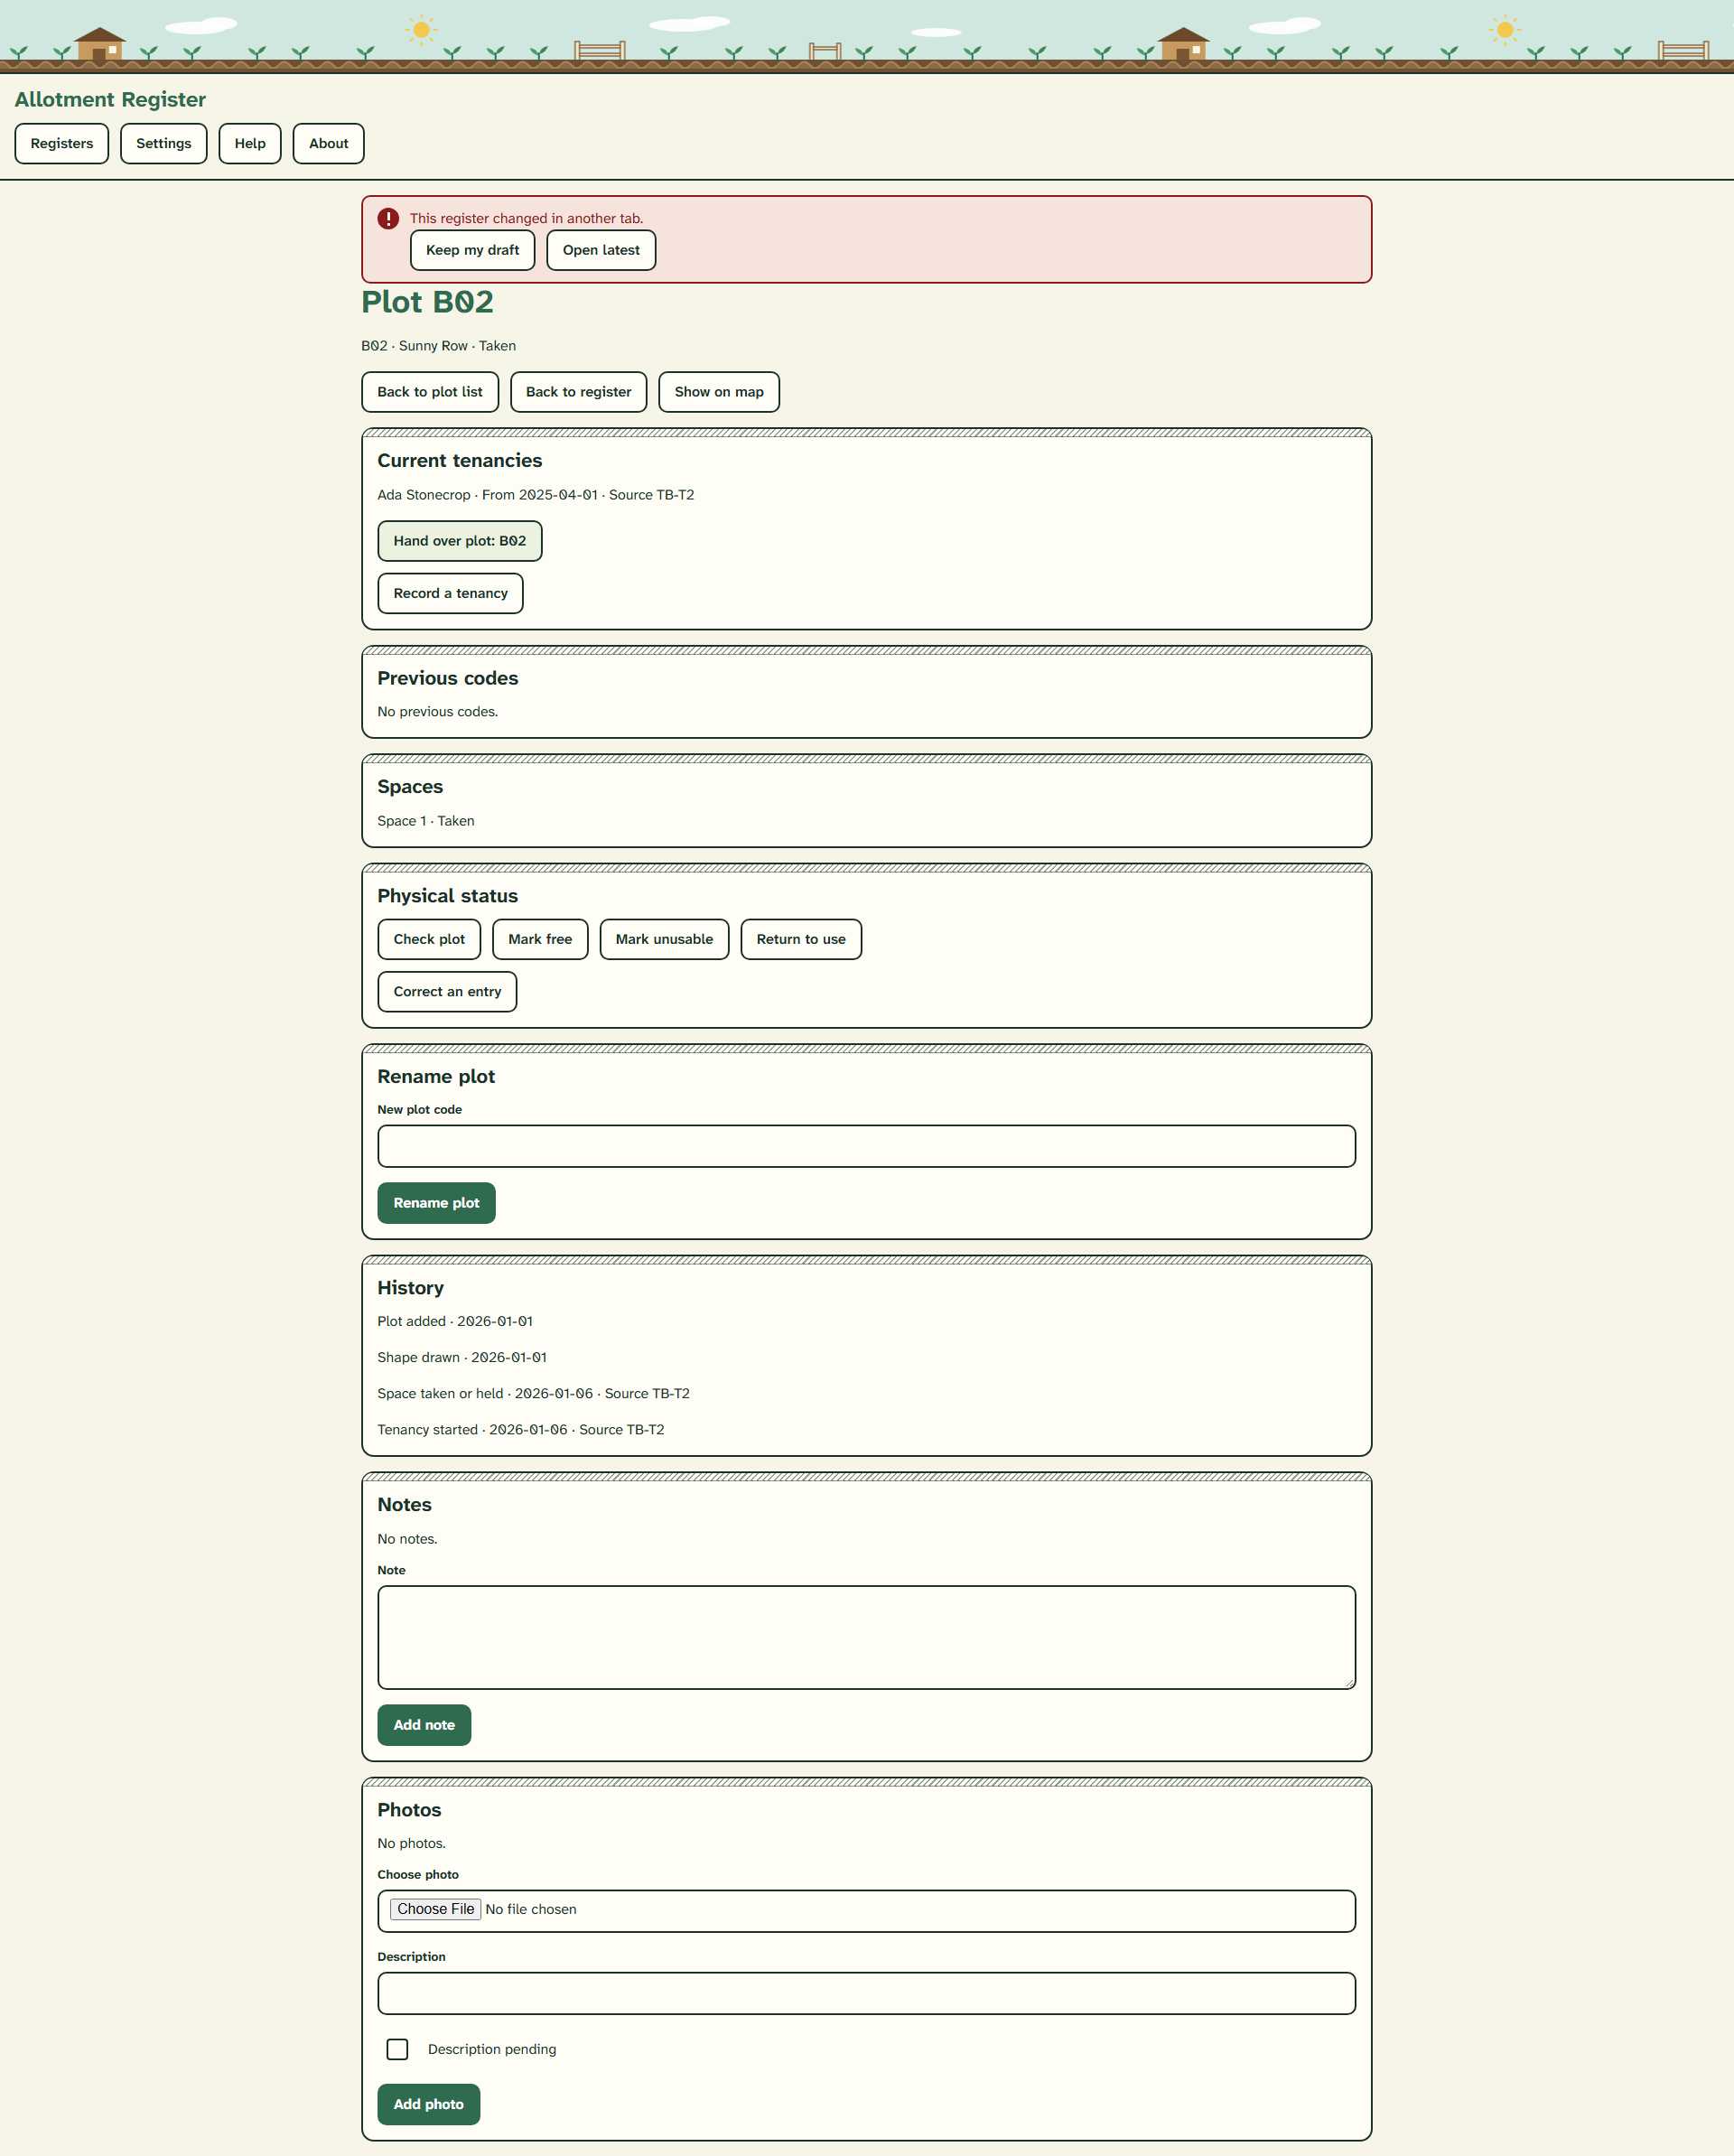 Allotment Register
Registers Settings Help About
This register changed in another tab.
Keep my draft Open latest
Plot B02
B02 · Sunny Row · Taken
Back to plot list Back to register Show on map
Current tenancies
Ada Stonecrop · From 2025-04-01 · Source TB-T2
Hand over plot: B02
Record a tenancy
Previous codes
No previous codes.
Spaces
Space 1 · Taken
Physical status
Check plot Mark free Mark unusable Return to use
Correct an entry
Rename plot
New plot code
Rename plot
History
Plot added · 2026-01-01
Shape drawn · 2026-01-01
Space taken or held · 2026-01-06 · Source TB-T2
Tenancy started · 2026-01-06 · Source TB-T2
Notes
No notes.
Note
Add note
Photos
No photos.
Choose photo
Choose File No file chosen
Description
Description pending
Add photo